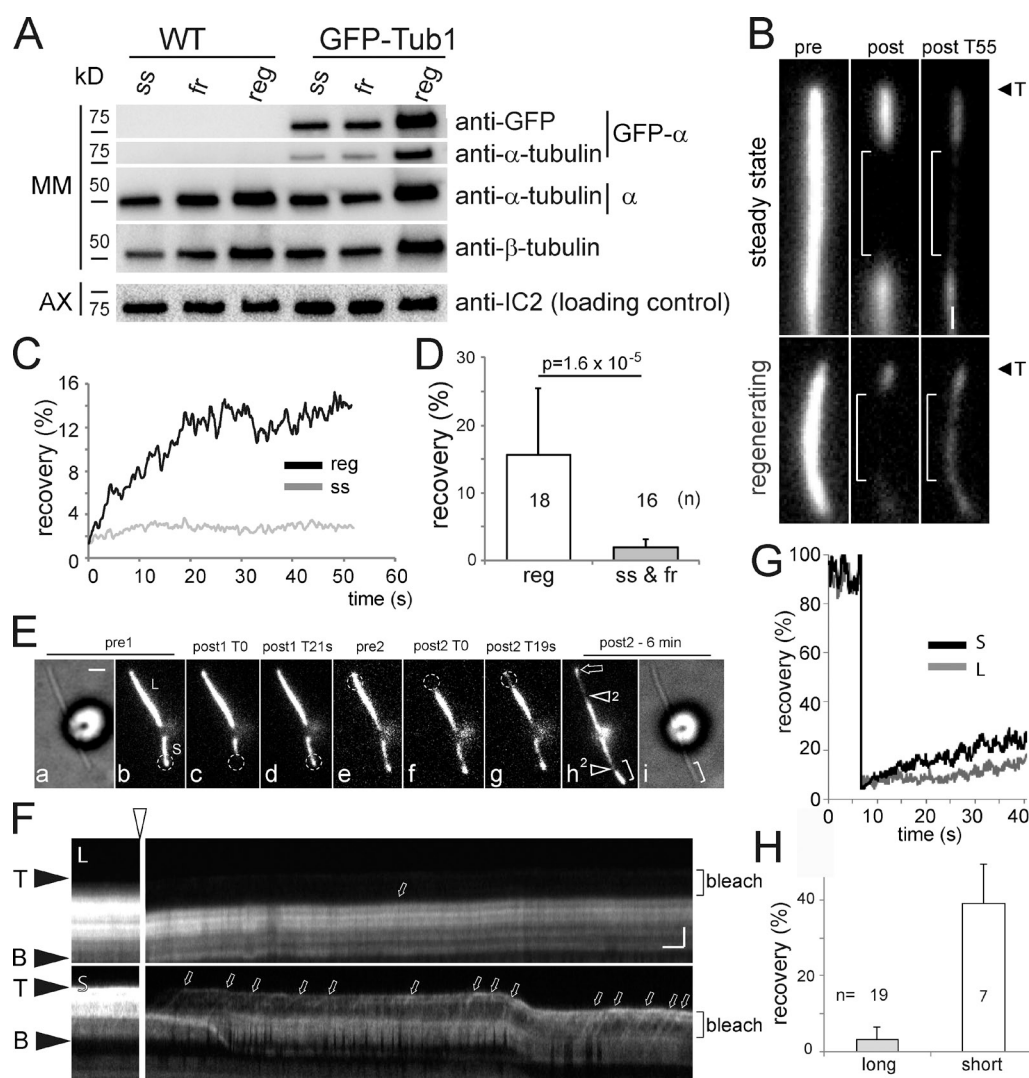 A
WT
GFP-Tub1
kD
ss
fr
reg
ss
fr
reg
75
anti-GFP
75
anti-α-tubulin
GFP-α
MM
50
anti-α-tubulin
α
50
anti-β-tubulin
AX
75
anti-IC2 (loading control)
B
pre
post
post T55
T
steady state
T
regenerating
C
recovery (%)
16
12
8
4
0
reg
ss
0
10
20
30
40
50
60
time (s)
D
recovery (%)
30
20
10
0
p=1.6 x 10-5
18
16
(n)
reg
ss & fr
E
pre1
post1 T0
post1 T21s
pre2
post2 T0
post2 T19s
post2 - 6 min
L
S
2
2
a
b
c
d
e
f
g
h
i
F
L
T
B
bleach
S
T
B
bleach
G
recovery (%)
100
80
60
40
20
0
S
L
0
10
20
30
40
time (s)
H
recovery (%)
40
20
0
n= 19
7
long
short